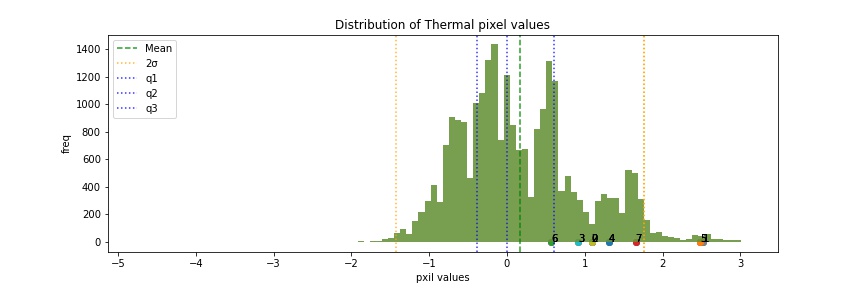 Distribution of Thermal pixel values
Mean
2σ
q1
q2
q3
freq
1400
1200
1000
800
600
400
200
0
6 3 4 7
−5 −4 −3 −2 −1 0 1 2 3
pxil values